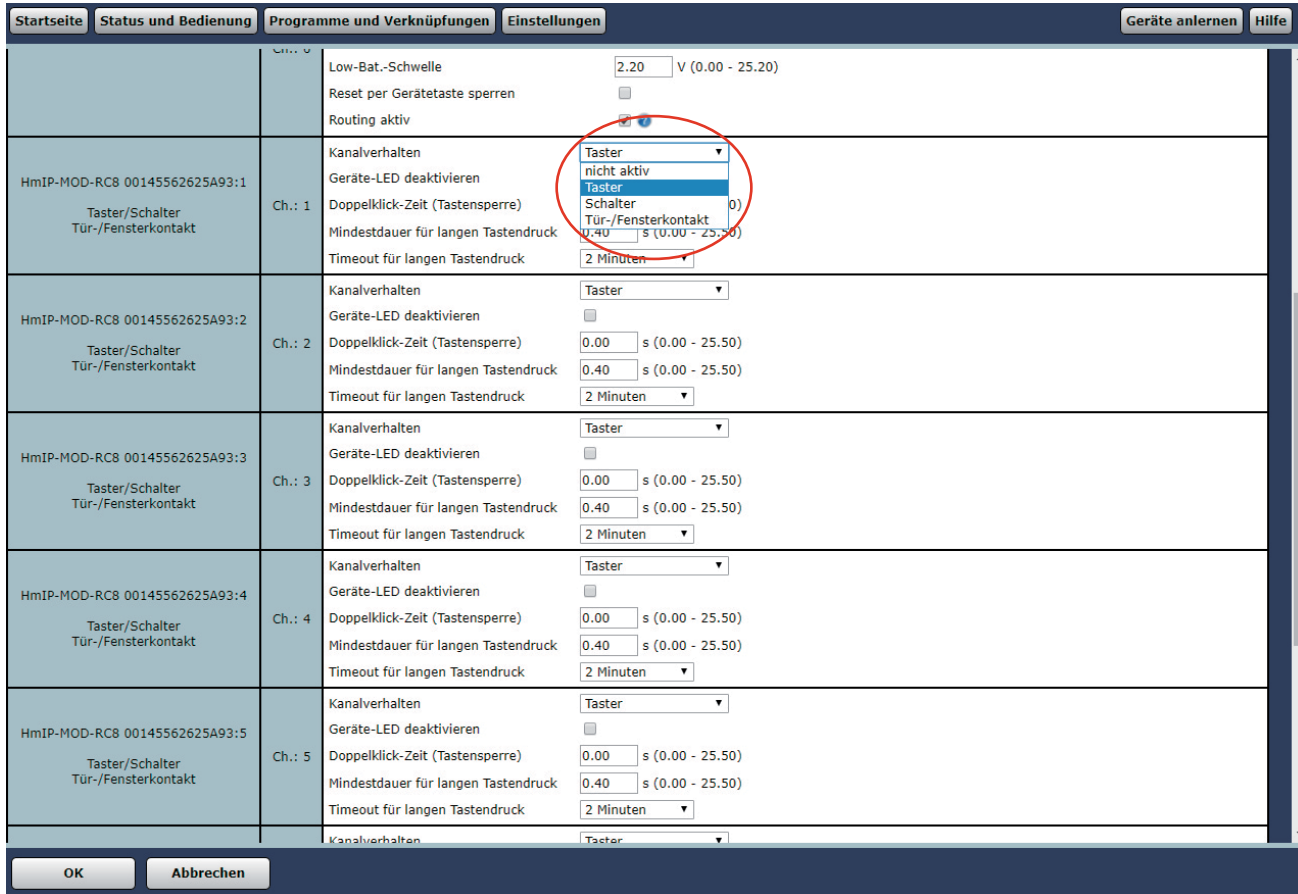 Startseite Status und Bedienung Programme und Verknüpfungen Einstellungen Geräte anlernen Hilfe
Low-Bat.-Schwelle 2.20 V (0.00 - 25.20)
Reset per Gerätetaste sperren
Routing aktiv
HmIP-MOD-RC8 00145562625A93:1
Taster/Schalter
Tür-/Fensterkontakt
Ch.: 1
Kanalverhalten Taster
nicht aktiv
Taster
Schalter
Tür-/Fensterkontakt
Geräte-LED deaktivieren
Doppelklick-Zeit (Tastensperre) 0)
Mindestdauer für langen Tastendruck 0.40 s (0.00 - 25.50)
Timeout für langen Tastendruck 2 Minuten
HmIP-MOD-RC8 00145562625A93:2
Taster/Schalter
Tür-/Fensterkontakt
Ch.: 2
Kanalverhalten Taster
Geräte-LED deaktivieren
Doppelklick-Zeit (Tastensperre) 0.00 s (0.00 - 25.50)
Mindestdauer für langen Tastendruck 0.40 s (0.00 - 25.50)
Timeout für langen Tastendruck 2 Minuten
HmIP-MOD-RC8 00145562625A93:3
Taster/Schalter
Tür-/Fensterkontakt
Ch.: 3
Kanalverhalten Taster
Geräte-LED deaktivieren
Doppelklick-Zeit (Tastensperre) 0.00 s (0.00 - 25.50)
Mindestdauer für langen Tastendruck 0.40 s (0.00 - 25.50)
Timeout für langen Tastendruck 2 Minuten
HmIP-MOD-RC8 00145562625A93:4
Taster/Schalter
Tür-/Fensterkontakt
Ch.: 4
Kanalverhalten Taster
Geräte-LED deaktivieren
Doppelklick-Zeit (Tastensperre) 0.00 s (0.00 - 25.50)
Mindestdauer für langen Tastendruck 0.40 s (0.00 - 25.50)
Timeout für langen Tastendruck 2 Minuten
HmIP-MOD-RC8 00145562625A93:5
Taster/Schalter
Tür-/Fensterkontakt
Ch.: 5
Kanalverhalten Taster
Geräte-LED deaktivieren
Doppelklick-Zeit (Tastensperre) 0.00 s (0.00 - 25.50)
Mindestdauer für langen Tastendruck 0.40 s (0.00 - 25.50)
Timeout für langen Tastendruck 2 Minuten
Kanalverhalten Taster
OK Abbrechen